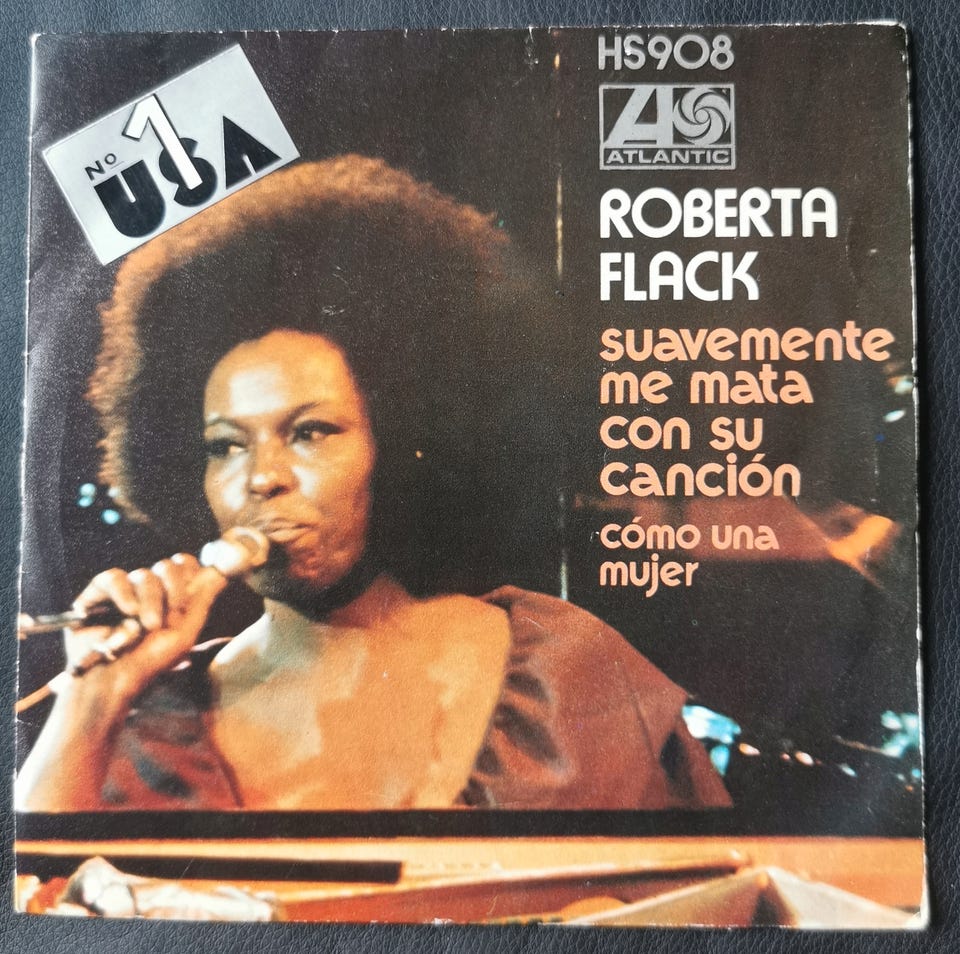 Nº 1
USA
HS908
ATLANTIC
ROBERTA
FLACK
suavemente
me mata
con su
canción
cómo una
mujer